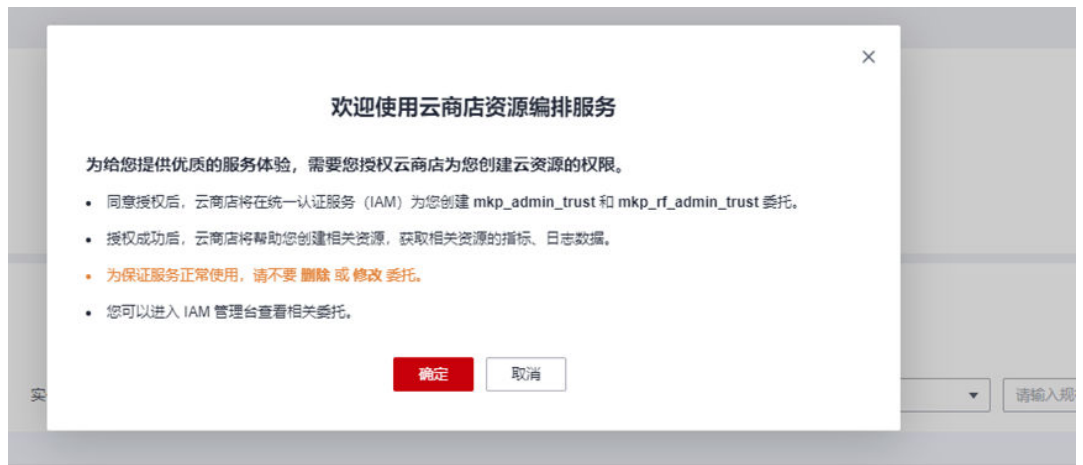 欢迎使用云商店资源编排服务
为给您提供优质的服务体验，需要您授权云商店为您创建云资源的权限。
• 同意授权后，云商店将在统一认证服务（IAM）为您创建 mkp_admin_trust 和 mkp_rf_admin_trust 委托。
• 授权成功后，云商店将帮助您创建相关资源，获取相关资源的指标、日志数据。
• 为保证服务正常使用，请不要 删除 或 修改 委托。
• 您可以进入 IAM 管理台查看相关委托。
确定 取消
实
请输入规